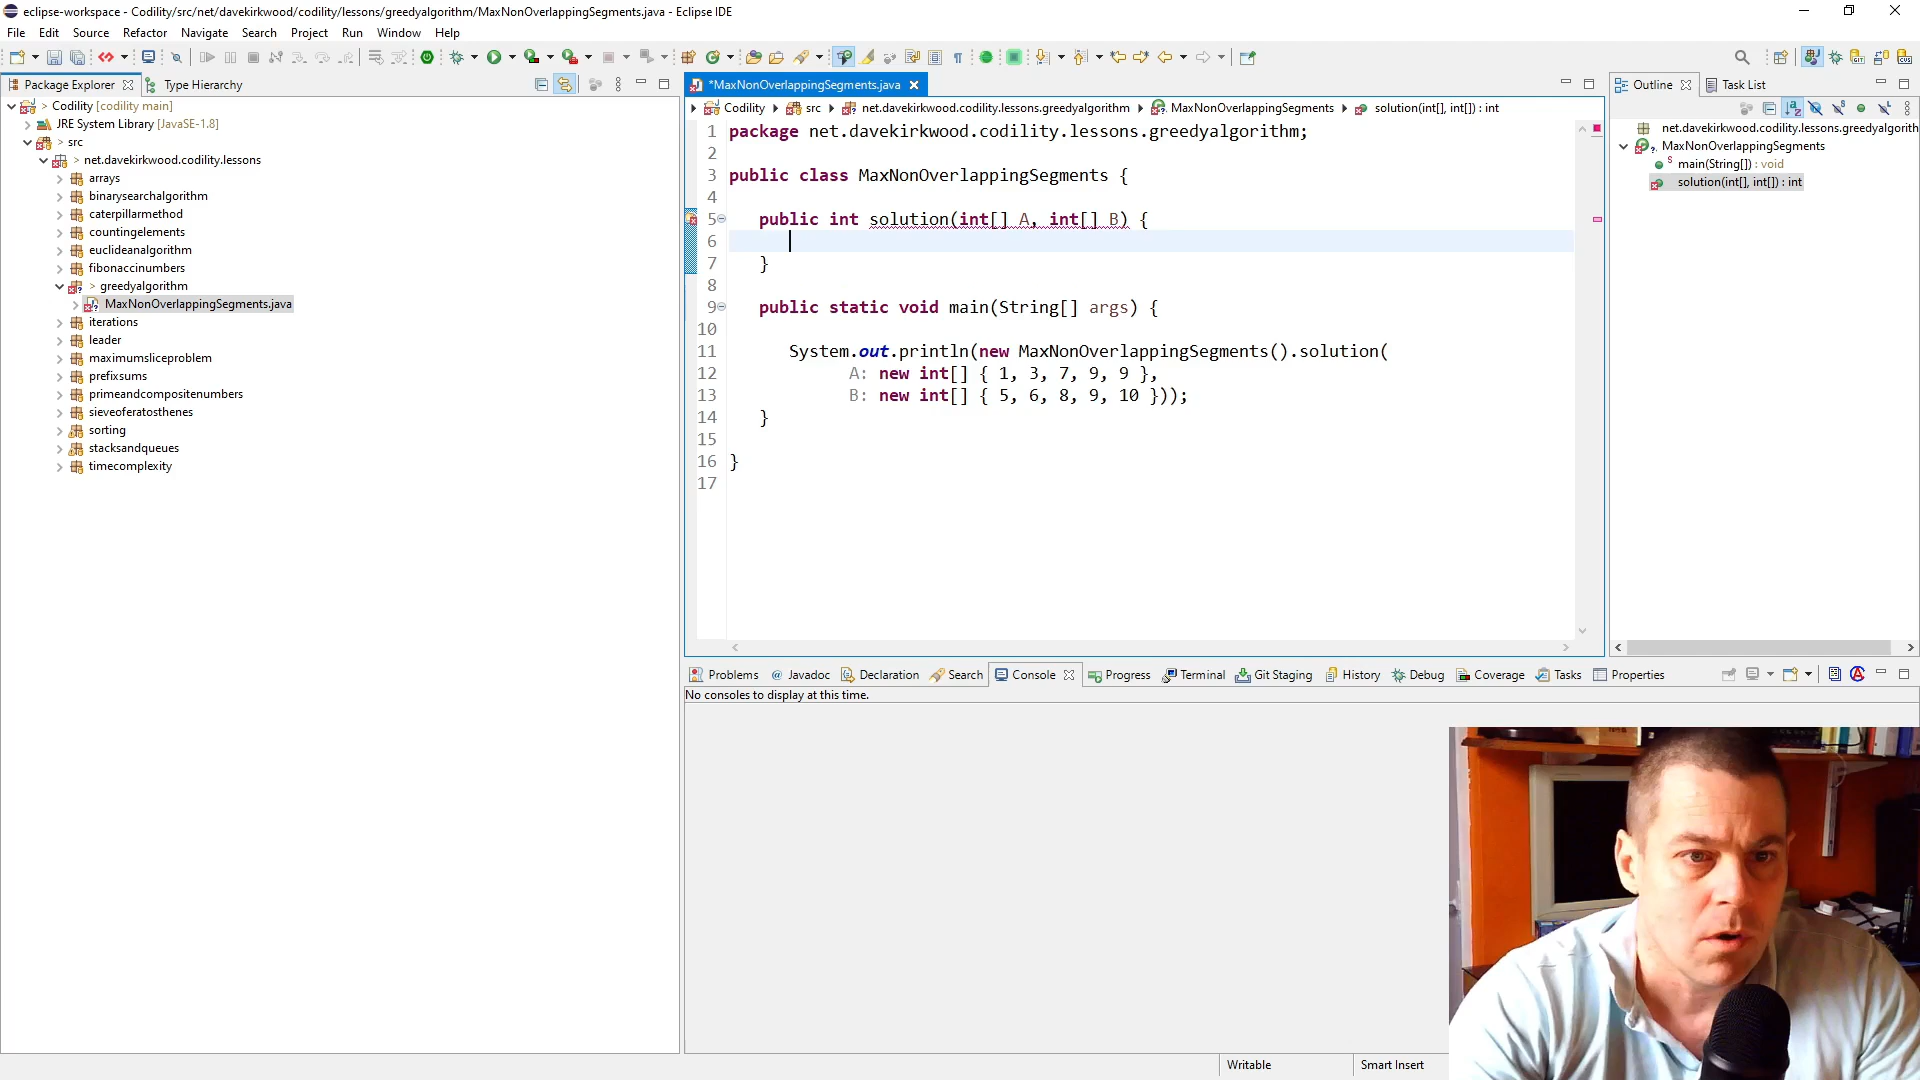 eclipse-workspace - Codility/src/net/davekirkwood/codility/lessons/greedyalgorithm/MaxNonOverlappingSegments.java - Eclipse IDE
File Edit Source Refactor Navigate Search Project Run Window Help
Package Explorer Type Hierarchy
> Codility [codility main]
JRE System Library [JavaSE-1.8]
> src
> net.davekirkwood.codility.lessons
arrays
binarysearchalgorithm
caterpillarmethod
countingelements
euclideanalgorithm
fibonaccinumbers
> greedyalgorithm
MaxNonOverlappingSegments.java
iterations
leader
maximumsliceproblem
prefixsums
primeandcompositenumbers
sieveoferatosthenes
sorting
stacksandqueues
timecomplexity
*MaxNonOverlappingSegments.java
Codility src net.davekirkwood.codility.lessons.greedyalgorithm MaxNonOverlappingSegments solution(int[], int[]) : int
1 package net.davekirkwood.codility.lessons.greedyalgorithm;
2
3 public class MaxNonOverlappingSegments {
4
5 public int solution(int[] A, int[] B) {
6
7 }
8
9 public static void main(String[] args) {
10
11 System.out.println(new MaxNonOverlappingSegments().solution(
12 A: new int[] { 1, 3, 7, 9, 9 },
13 B: new int[] { 5, 6, 8, 9, 10 }));
14 }
15
16 }
17
Outline Task List
net.davekirkwood.codility.lessons.greedyalgorith
MaxNonOverlappingSegments
main(String[]) : void
solution(int[], int[]) : int
Problems Javadoc Declaration Search Console Progress Terminal Git Staging History Debug Coverage Tasks Properties
No consoles to display at this time.
Writable Smart Insert